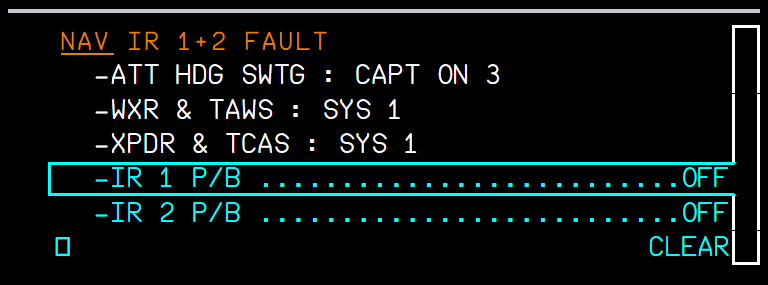 NAV IR 1+2 FAULT
-ATT HDG SWTG : CAPT ON 3
-WXR & TAWS : SYS 1
-XPDR & TCAS : SYS 1
-IR 1 P/B ..........................OFF
-IR 2 P/B ..........................OFF
CLEAR